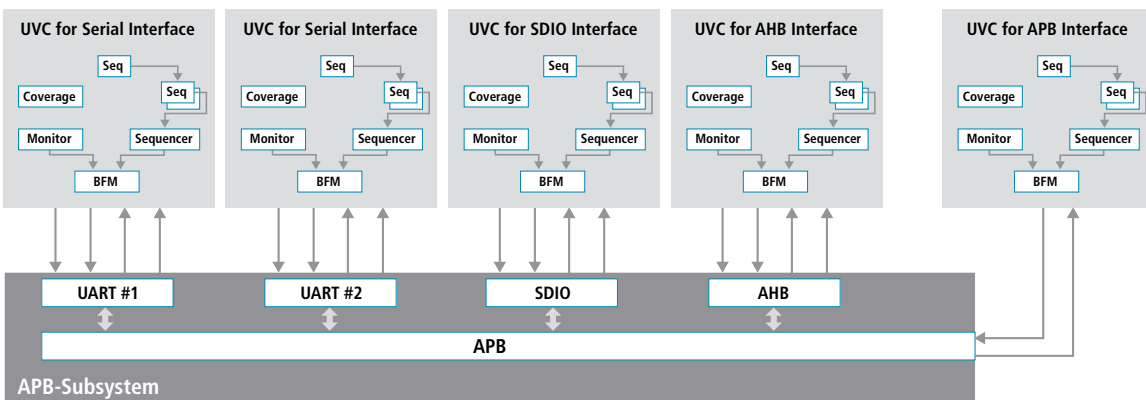 UVC for Serial Interface
Seq
Seq
Coverage
Monitor
Sequencer
BFM
UVC for Serial Interface
Seq
Seq
Coverage
Monitor
Sequencer
BFM
UVC for SDIO Interface
Seq
Seq
Coverage
Monitor
Sequencer
BFM
UVC for AHB Interface
Seq
Seq
Coverage
Monitor
Sequencer
BFM
UVC for APB Interface
Seq
Seq
Coverage
Monitor
Sequencer
BFM
UART #1
UART #2
SDIO
AHB
APB
APB-Subsystem